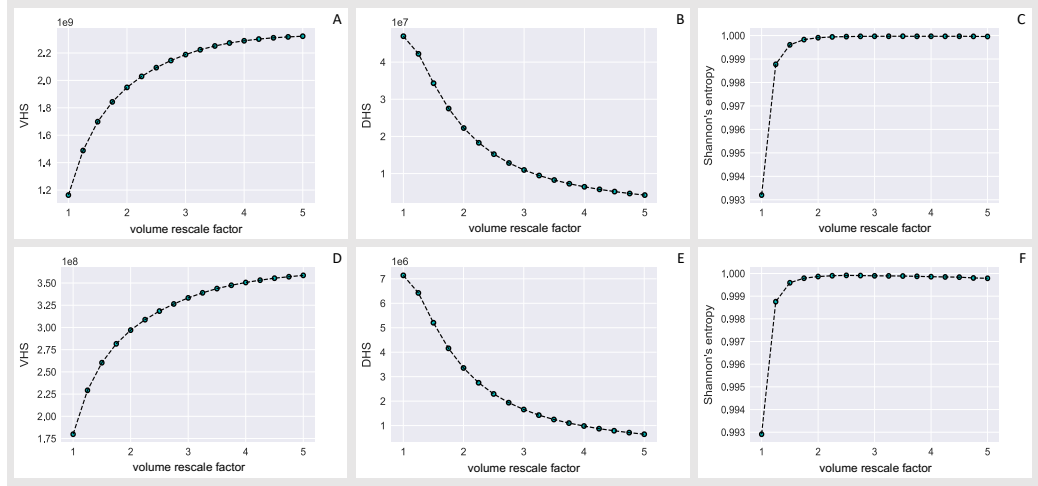 A
1e9
2,2
2,0
1,8
1,6
1,4
1,2
VHS
1 2 3 4 5
volume rescale factor
B
1e7
4
3
2
1
DHS
1 2 3 4 5
volume rescale factor
C
1,000
0,999
0,998
0,997
0,996
0,995
0,994
0,993
Shannon's entropy
1 2 3 4 5
volume rescale factor
D
1e8
3,50
3,25
3,00
2,75
2,50
2,25
2,00
1,75
VHS
1 2 3 4 5
volume rescale factor
E
1e6
7
6
5
4
3
2
1
DHS
1 2 3 4 5
volume rescale factor
F
1,000
0,999
0,998
0,997
0,996
0,995
0,994
0,993
Shannon's entropy
1 2 3 4 5
volume rescale factor